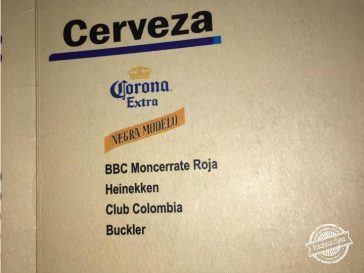 Cerveza
Corona
Extra
NEGRA MODELO
BBC Moncerrate Roja
Heinekken
Club Colombia
Buckler